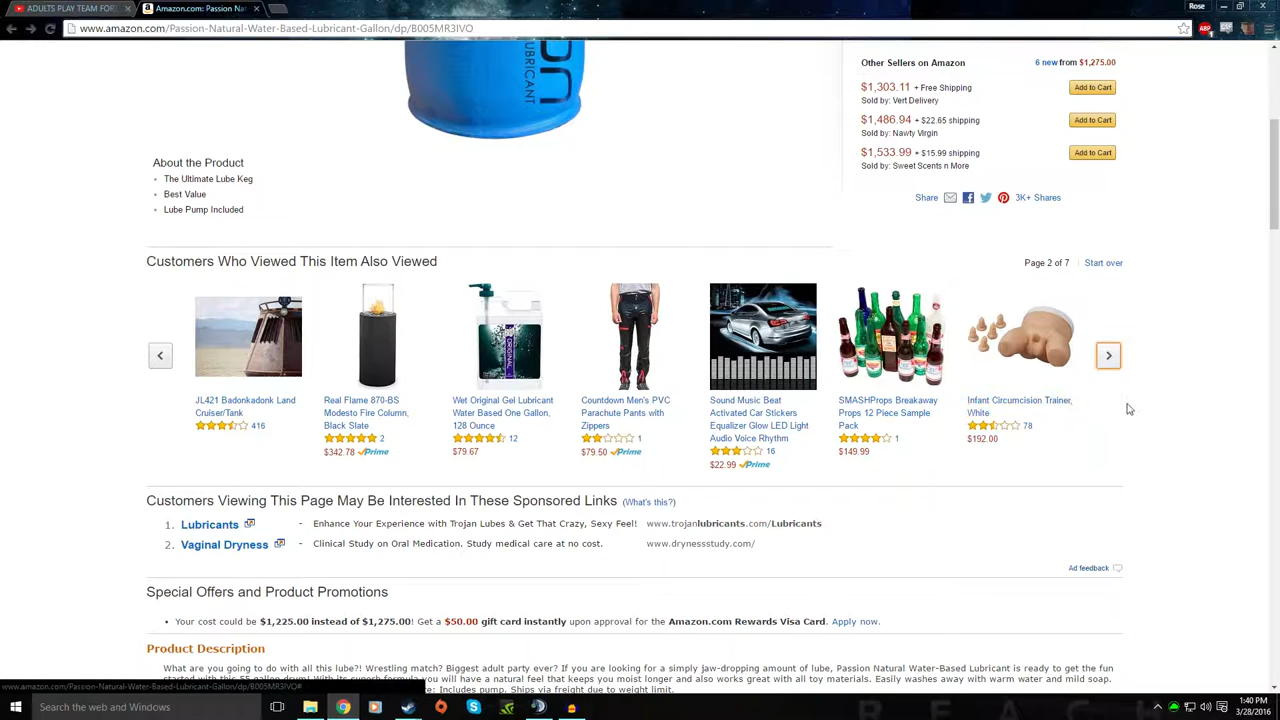 ADULTS PLAY TEAM FOR
Amazon.com: Passion Nat
Rose
www.amazon.com/Passion-Natural-Water-Based-Lubricant-Gallon/dp/B005MR3IVO
ABP
on
LUBRICANT
Other Sellers on Amazon
6 new from $1,275.00
$1,303.11 + Free Shipping
Add to Cart
Sold by: Vert Delivery
$1,486.94 + $22.65 shipping
Add to Cart
Sold by: Nawty Virgin
$1,533.99 + $15.99 shipping
Add to Cart
Sold by: Sweet Scents n More
Share
3K+ Shares
About the Product
• The Ultimate Lube Keg
• Best Value
• Lube Pump Included
Customers Who Viewed This Item Also Viewed
Page 2 of 7
Start over
ORIGINAL
JL421 Badonkadonk Land
Cruiser/Tank
416
Real Flame 870-BS
Modesto Fire Column,
Black Slate
2
$342.78 Prime
Wet Original Gel Lubricant
Water Based One Gallon,
128 Ounce
12
$79.67
Countdown Men's PVC
Parachute Pants with
Zippers
1
$79.50 Prime
Sound Music Beat
Activated Car Stickers
Equalizer Glow LED Light
Audio Voice Rhythm
16
$22.99 Prime
SMASHProps Breakaway
Props 12 Piece Sample
Pack
1
$149.99
Infant Circumcision Trainer,
White
78
$192.00
Customers Viewing This Page May Be Interested In These Sponsored Links (What's this?)
1. Lubricants - Enhance Your Experience with Trojan Lubes & Get That Crazy, Sexy Feel! www.trojanlubricants.com/Lubricants
2. Vaginal Dryness - Clinical Study on Oral Medication. Study medical care at no cost. www.drynessstudy.com/
Ad feedback
Special Offers and Product Promotions
• Your cost could be $1,225.00 instead of $1,275.00! Get a $50.00 gift card instantly upon approval for the Amazon.com Rewards Visa Card. Apply now.
Product Description
What are you going to do with all this lube?! Wrestling match? Biggest adult party ever? If you are looking for a simply jaw-dropping amount of lube, Passion Natural Water-Based Lubricant is ready to get the fun
you will have a natural feel that keeps you moist longer and also works great with all toy materials. Easily washes away with warm water and mild soap.
Includes pump. Ships via freight due to weight limit.
www.amazon.com/Passion-Natural-Water-Based-Lubricant-Gallon/dp/B005MR3IVO#
Search the web and Windows
R E A C H
1:40 PM
3/28/2016